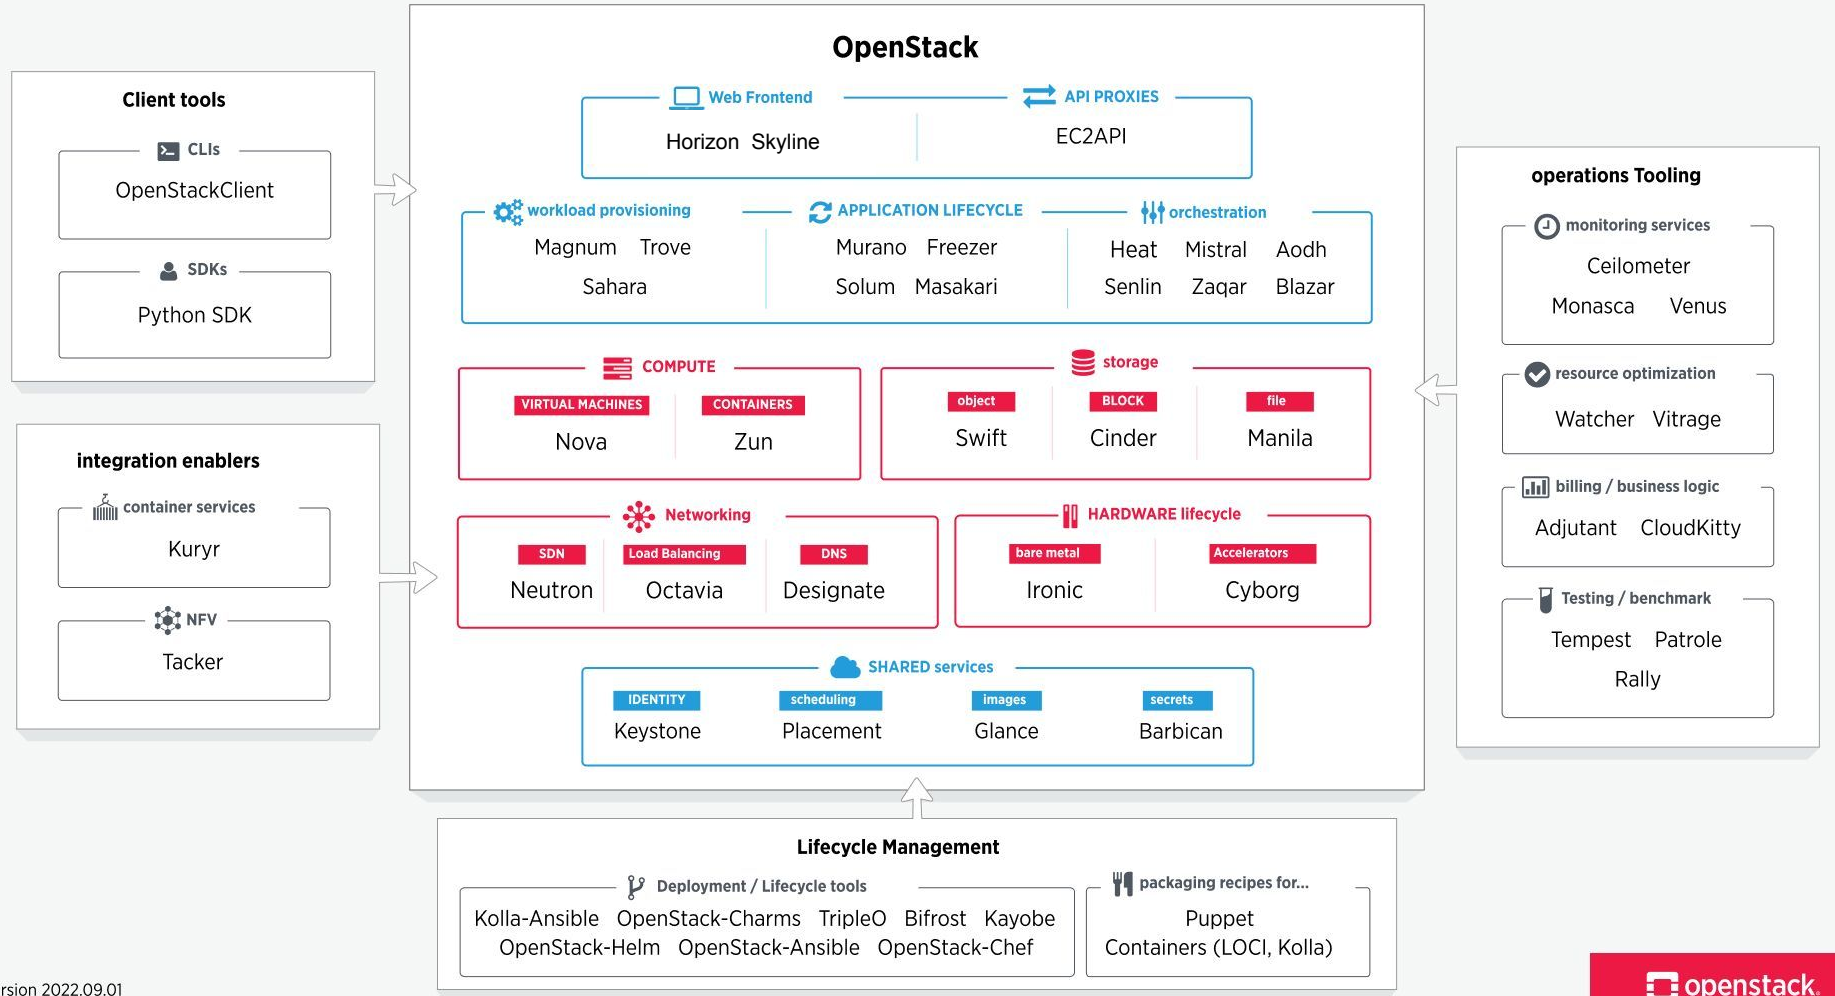 OpenStack
Web Frontend
API PROXIES
Horizon Skyline
EC2API
workload provisioning
APPLICATION LIFECYCLE
orchestration
Magnum Trove
Sahara
Murano Freezer
Solum Masakari
Heat Mistral Aodh
Senlin Zaqar Blazar
COMPUTE
VIRTUAL MACHINES
CONTAINERS
Nova
Zun
storage
object
BLOCK
file
Swift
Cinder
Manila
Networking
SDN
Load Balancing
DNS
Neutron
Octavia
Designate
HARDWARE lifecycle
bare metal
Accelerators
Ironic
Cyborg
SHARED services
IDENTITY
scheduling
images
secrets
Keystone
Placement
Glance
Barbican
Client tools
CLIs
OpenStackClient
SDKs
Python SDK
integration enablers
container services
Kuryr
NFV
Tacker
operations Tooling
monitoring services
Ceilometer
Monasca Venus
resource optimization
Watcher Vitrage
billing / business logic
Adjutant CloudKitty
Testing / benchmark
Tempest Patrole
Rally
Lifecycle Management
Deployment / Lifecycle tools
Kolla-Ansible OpenStack-Charms TripleO Bifrost Kayobe
OpenStack-Helm OpenStack-Ansible OpenStack-Chef
packaging recipes for...
Puppet
Containers (LOCI, Kolla)
rsion 2022.09.01
openstack.